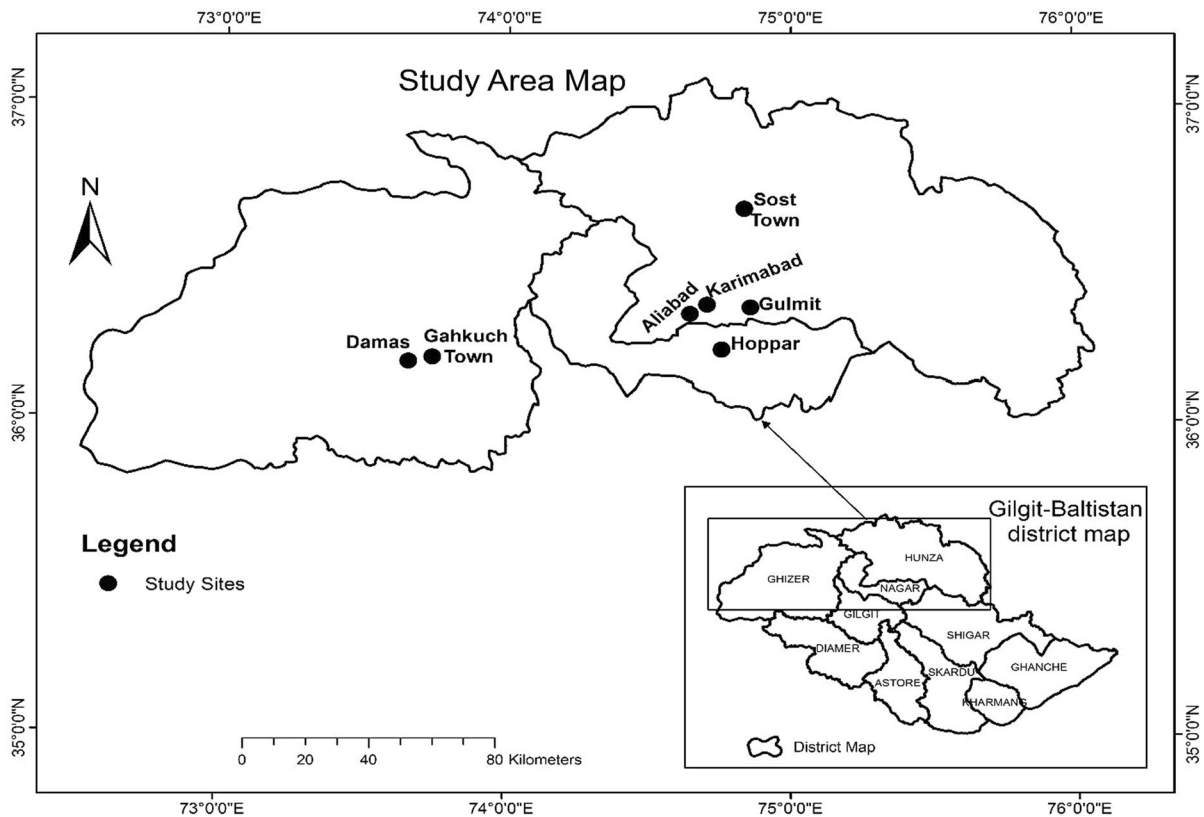 73°0'0"E
74°0'0"E
75°0'0"E
76°0'0"E
37°0'0"N
37°0'0"N
Study Area Map
N
Sost
Town
Karimabad
Aliabad
Gulmit
Damas
Gahkuch
Town
Hoppar
36°0'0"N
36°0'0"N
Gilgit-Baltistan
district map
HUNZA
GHIZER
NAGAR
GILGIT
SHIGAR
DIAMER
GHANCHE
SKARDU
ASTORE
KHARMANG
District Map
Legend
Study Sites
35°0'0"N
35°0'0"N
0 20 40 80 Kilometers
73°0'0"E
74°0'0"E
75°0'0"E
76°0'0"E